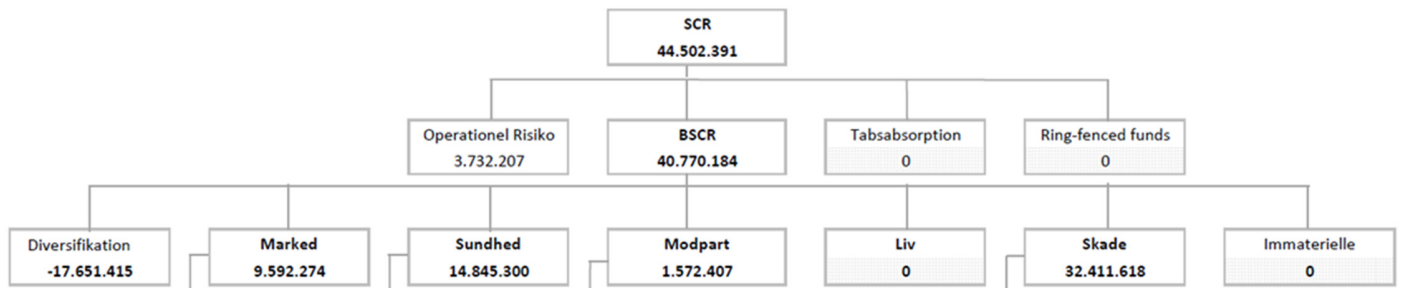 SCR
44.502.391
Operationel Risiko
3.732.207
BSCR
40.770.184
Tabsabsorption
0
Ring-fenced funds
0
Diversifikation
-17.651.415
Marked
9.592.274
Sundhed
14.845.300
Modpart
1.572.407
Liv
0
Skade
32.411.618
Immaterielle
0